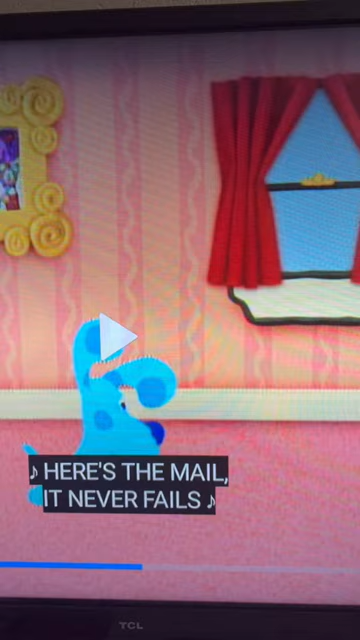 ♪ HERE'S THE MAIL,
IT NEVER FAILS ♪
TCL